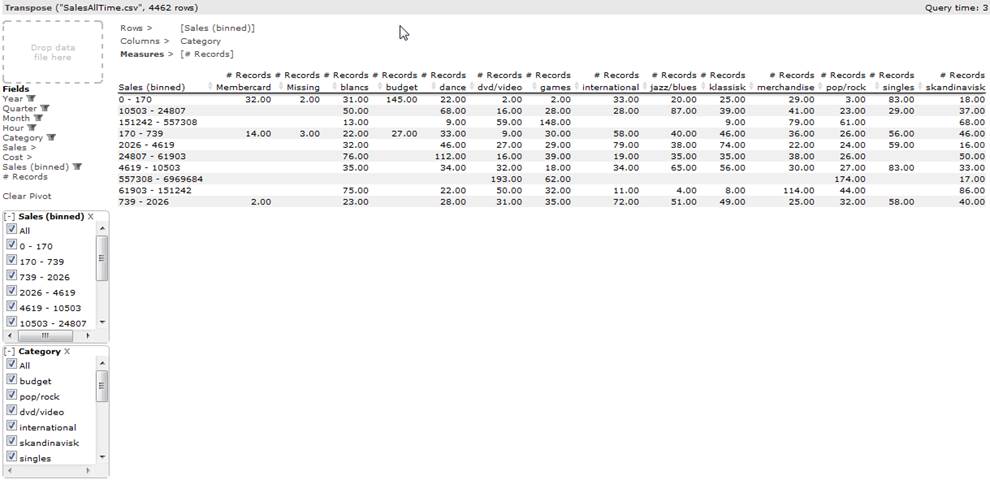 Transpose ("SalesAllTime.csv", 4462 rows) Query time: 3
Drop data
file here
Fields
Year
Quarter
Month
Hour
Category
Sales >
Cost >
Sales (binned)
# Records
Clear Pivot
[-] Sales (binned) X
All
0 - 170
170 - 739
739 - 2026
2026 - 4619
4619 - 10503
10503 - 24807
[-] Category X
All
budget
pop/rock
dvd/video
international
skandinavisk
singles
Rows > [Sales (binned)]
Columns > Category
Measures > [# Records]
# Records # Records # Records # Records # Records # Records # Records # Records # Records # Records # Records # Records # Records # Records
Sales (binned) Membercard Missing blancs budget dance dvd/video games international jazz/blues klassisk merchandise pop/rock singles skandinavisk
0 - 170 32.00 2.00 31.00 145.00 22.00 2.00 2.00 33.00 20.00 25.00 29.00 3.00 83.00 18.00
10503 - 24807 50.00 68.00 16.00 28.00 28.00 87.00 39.00 41.00 23.00 29.00 37.00
151242 - 557308 13.00 9.00 59.00 148.00 9.00 79.00 61.00 68.00
170 - 739 14.00 3.00 22.00 27.00 33.00 9.00 30.00 58.00 40.00 46.00 36.00 26.00 56.00 46.00
2026 - 4619 32.00 46.00 27.00 29.00 79.00 38.00 74.00 22.00 24.00 59.00 16.00
24807 - 61903 76.00 112.00 16.00 39.00 19.00 35.00 35.00 38.00 26.00 50.00
4619 - 10503 35.00 34.00 32.00 18.00 34.00 65.00 56.00 30.00 27.00 83.00 33.00
557308 - 6969684 193.00 62.00 174.00 17.00
61903 - 151242 75.00 22.00 50.00 32.00 11.00 4.00 8.00 114.00 44.00 86.00
739 - 2026 2.00 23.00 28.00 31.00 35.00 72.00 51.00 49.00 25.00 32.00 58.00 40.00